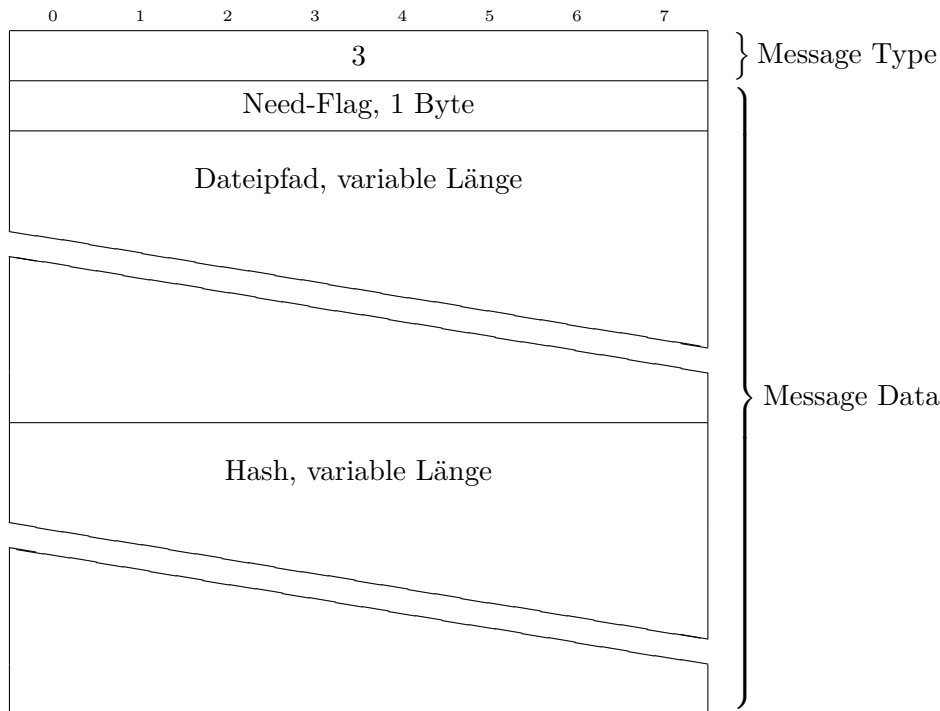 0 1 2 3 4 5 6 7
3
Message Type
Need-Flag, 1 Byte
Dateipfad, variable Länge
Message Data
Hash, variable Länge